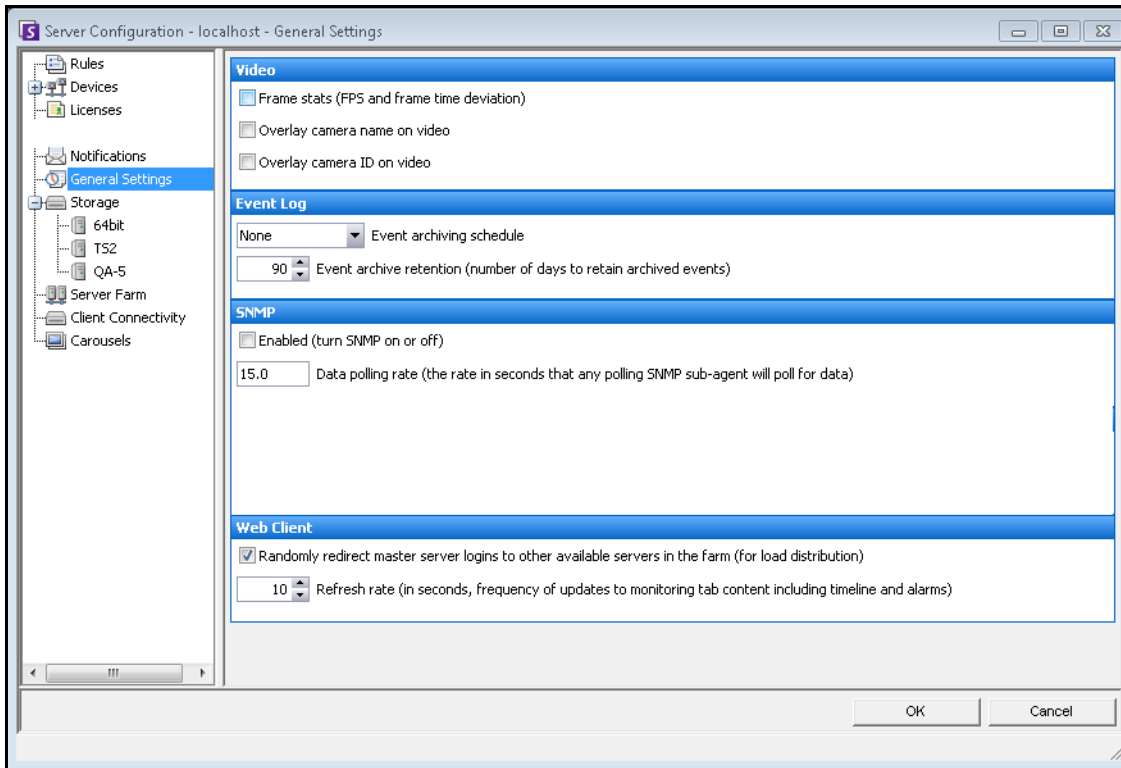 Server Configuration - localhost - General Settings
Rules
Devices
Licenses
Notifications
General Settings
Storage
64bit
TS2
QA-5
Server Farm
Client Connectivity
Carousels
Video
Frame stats (FPS and frame time deviation)
Overlay camera name on video
Overlay camera ID on video
Event Log
None Event archiving schedule
90 Event archive retention (number of days to retain archived events)
SNMP
Enabled (turn SNMP on or off)
15.0 Data polling rate (the rate in seconds that any polling SNMP sub-agent will poll for data)
Web Client
Randomly redirect master server logins to other available servers in the farm (for load distribution)
10 Refresh rate (in seconds, frequency of updates to monitoring tab content including timeline and alarms)
OK Cancel